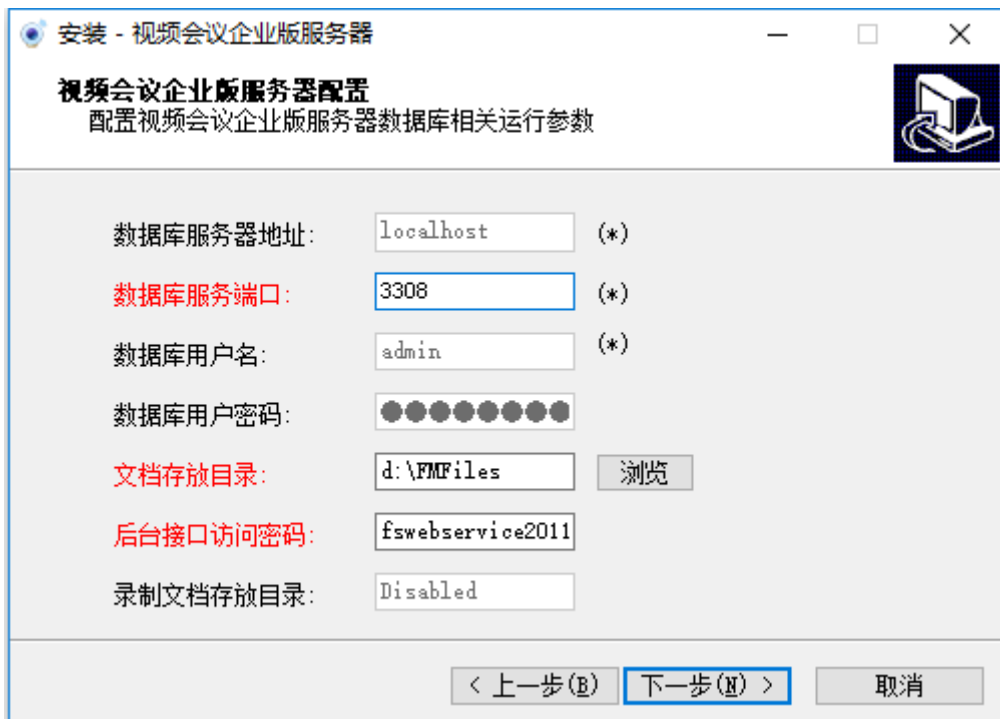 安装 - 视频会议企业版服务器
视频会议企业版服务器配置
配置视频会议企业版服务器数据库相关运行参数
数据库服务器地址: localhost (*)
数据库服务端口: 3308 (*)
数据库用户名: admin (*)
数据库用户密码: ●●●●●●●●
文档存放目录: d:\FMFiles 浏览
后台接口访问密码: fswebservice2011
录制文档存放目录: Disabled
< 上一步(B) 下一步(N) > 取消